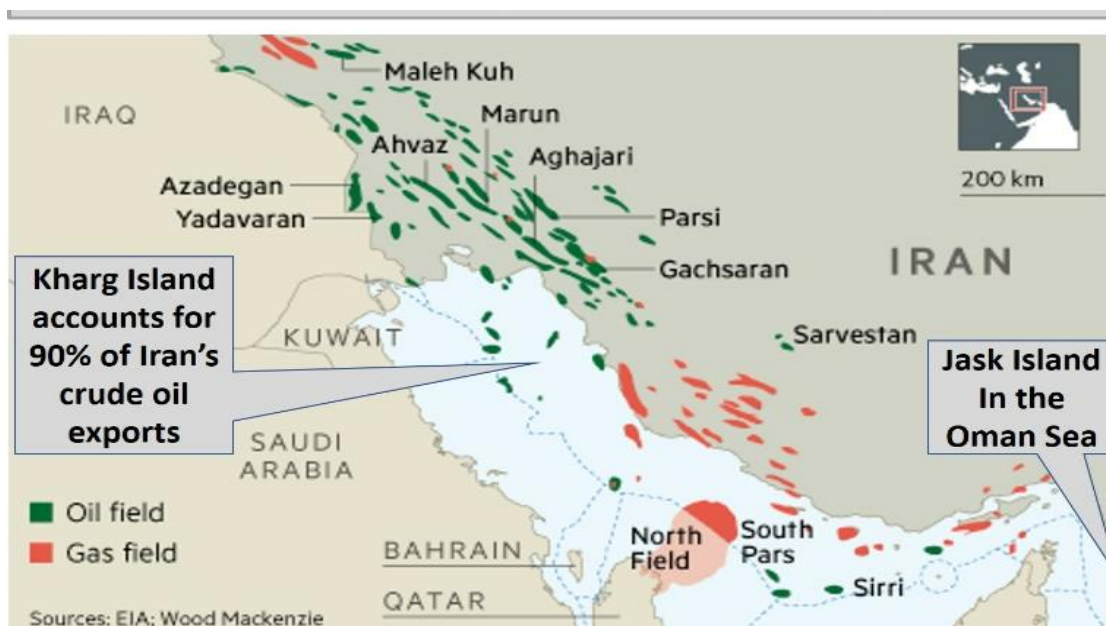 Maleh Kuh
IRAQ
Marun
Ahvaz
Aghajari
Azadegan
Yadavaran
200 km
Parsi
IRAN
Gachsaran
Kharg Island
accounts for
90% of Iran’s
crude oil
exports
KUWAIT
Sarvestan
Jask Island
In the
Oman Sea
SAUDI
ARABIA
Oil field
Gas field
North
Field
South
Pars
BAHRAIN
Sirri
QATAR
Sources: EIA; Wood Mackenzie